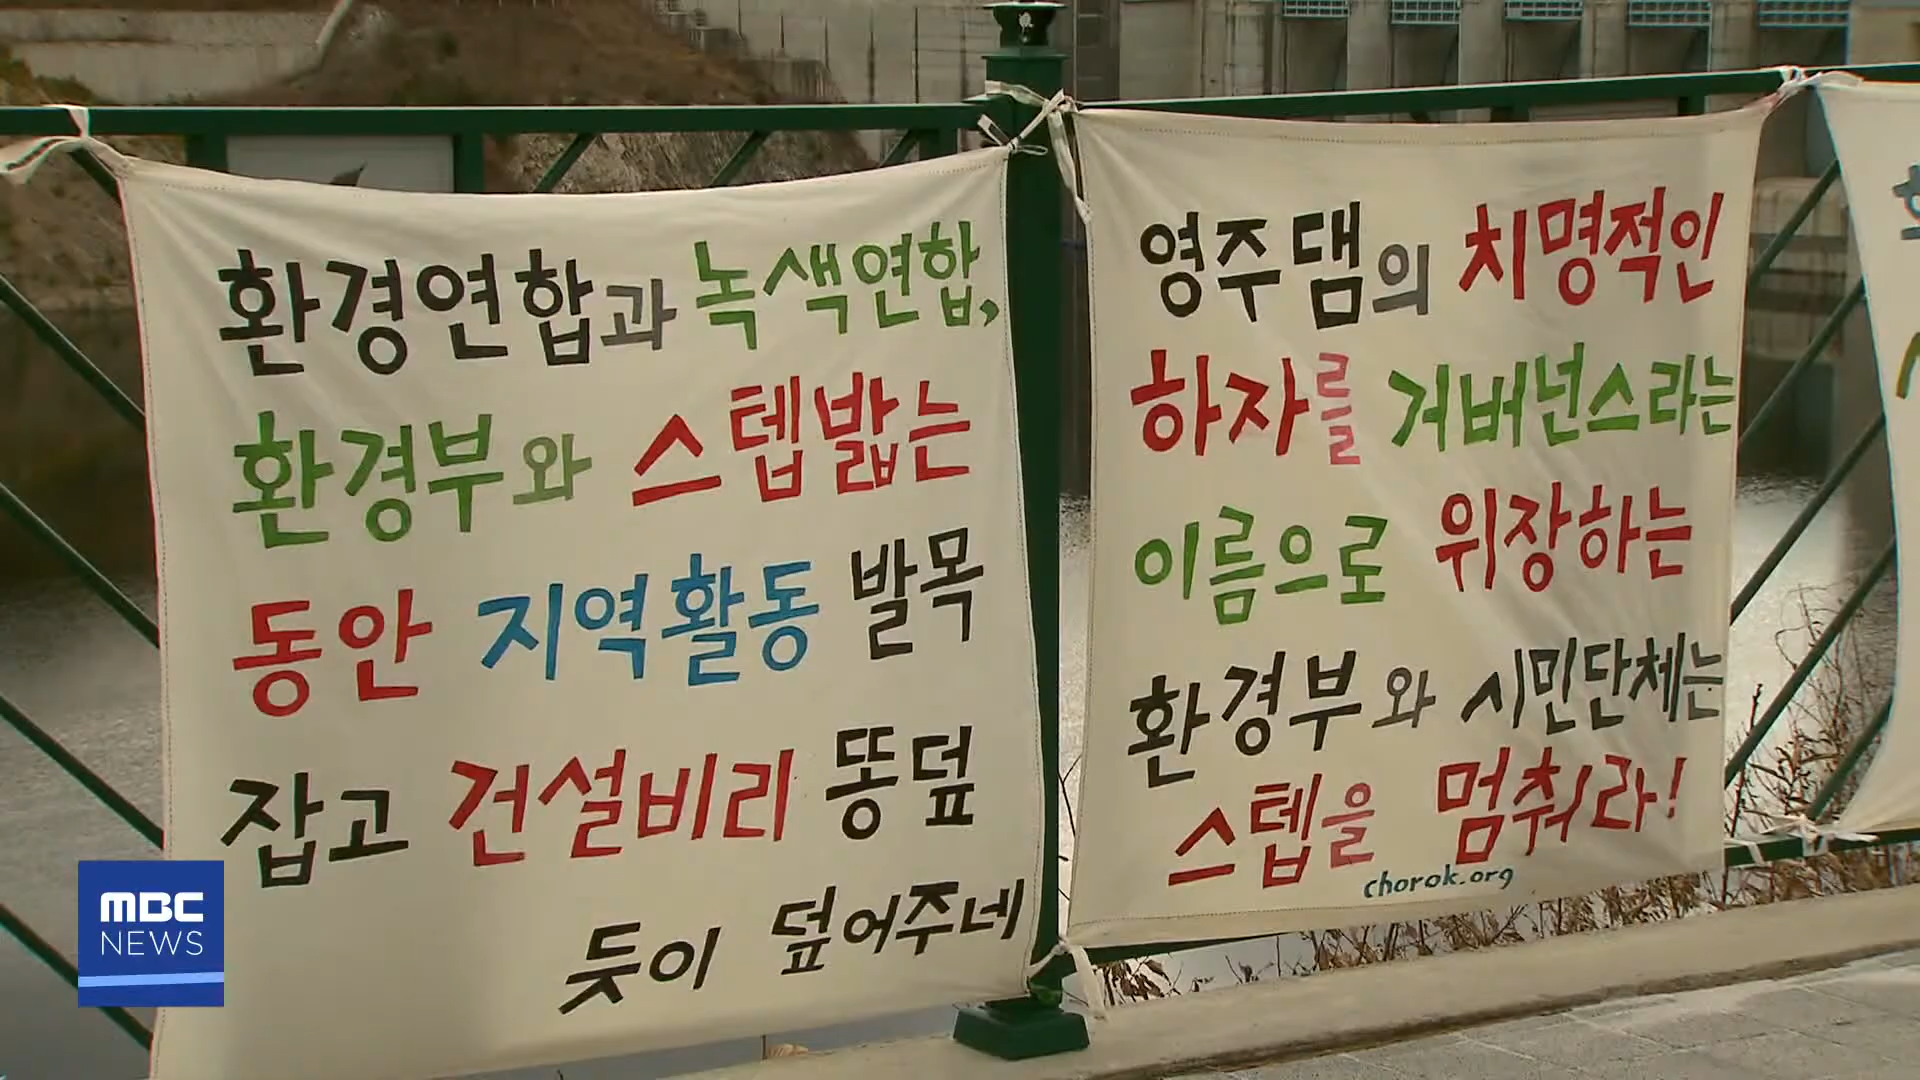 환경연합과 녹색연합,
환경부와 스텝밟는
동안 지역활동 발목
잡고 건설비리 똥덮
듯이 덮어주네
영주댐의 치명적인
하자를 거버넌스라는
이름으로 위장하는
환경부와 시민단체는
스텝을 멈춰라!
chorok.org
MBC
NEWS